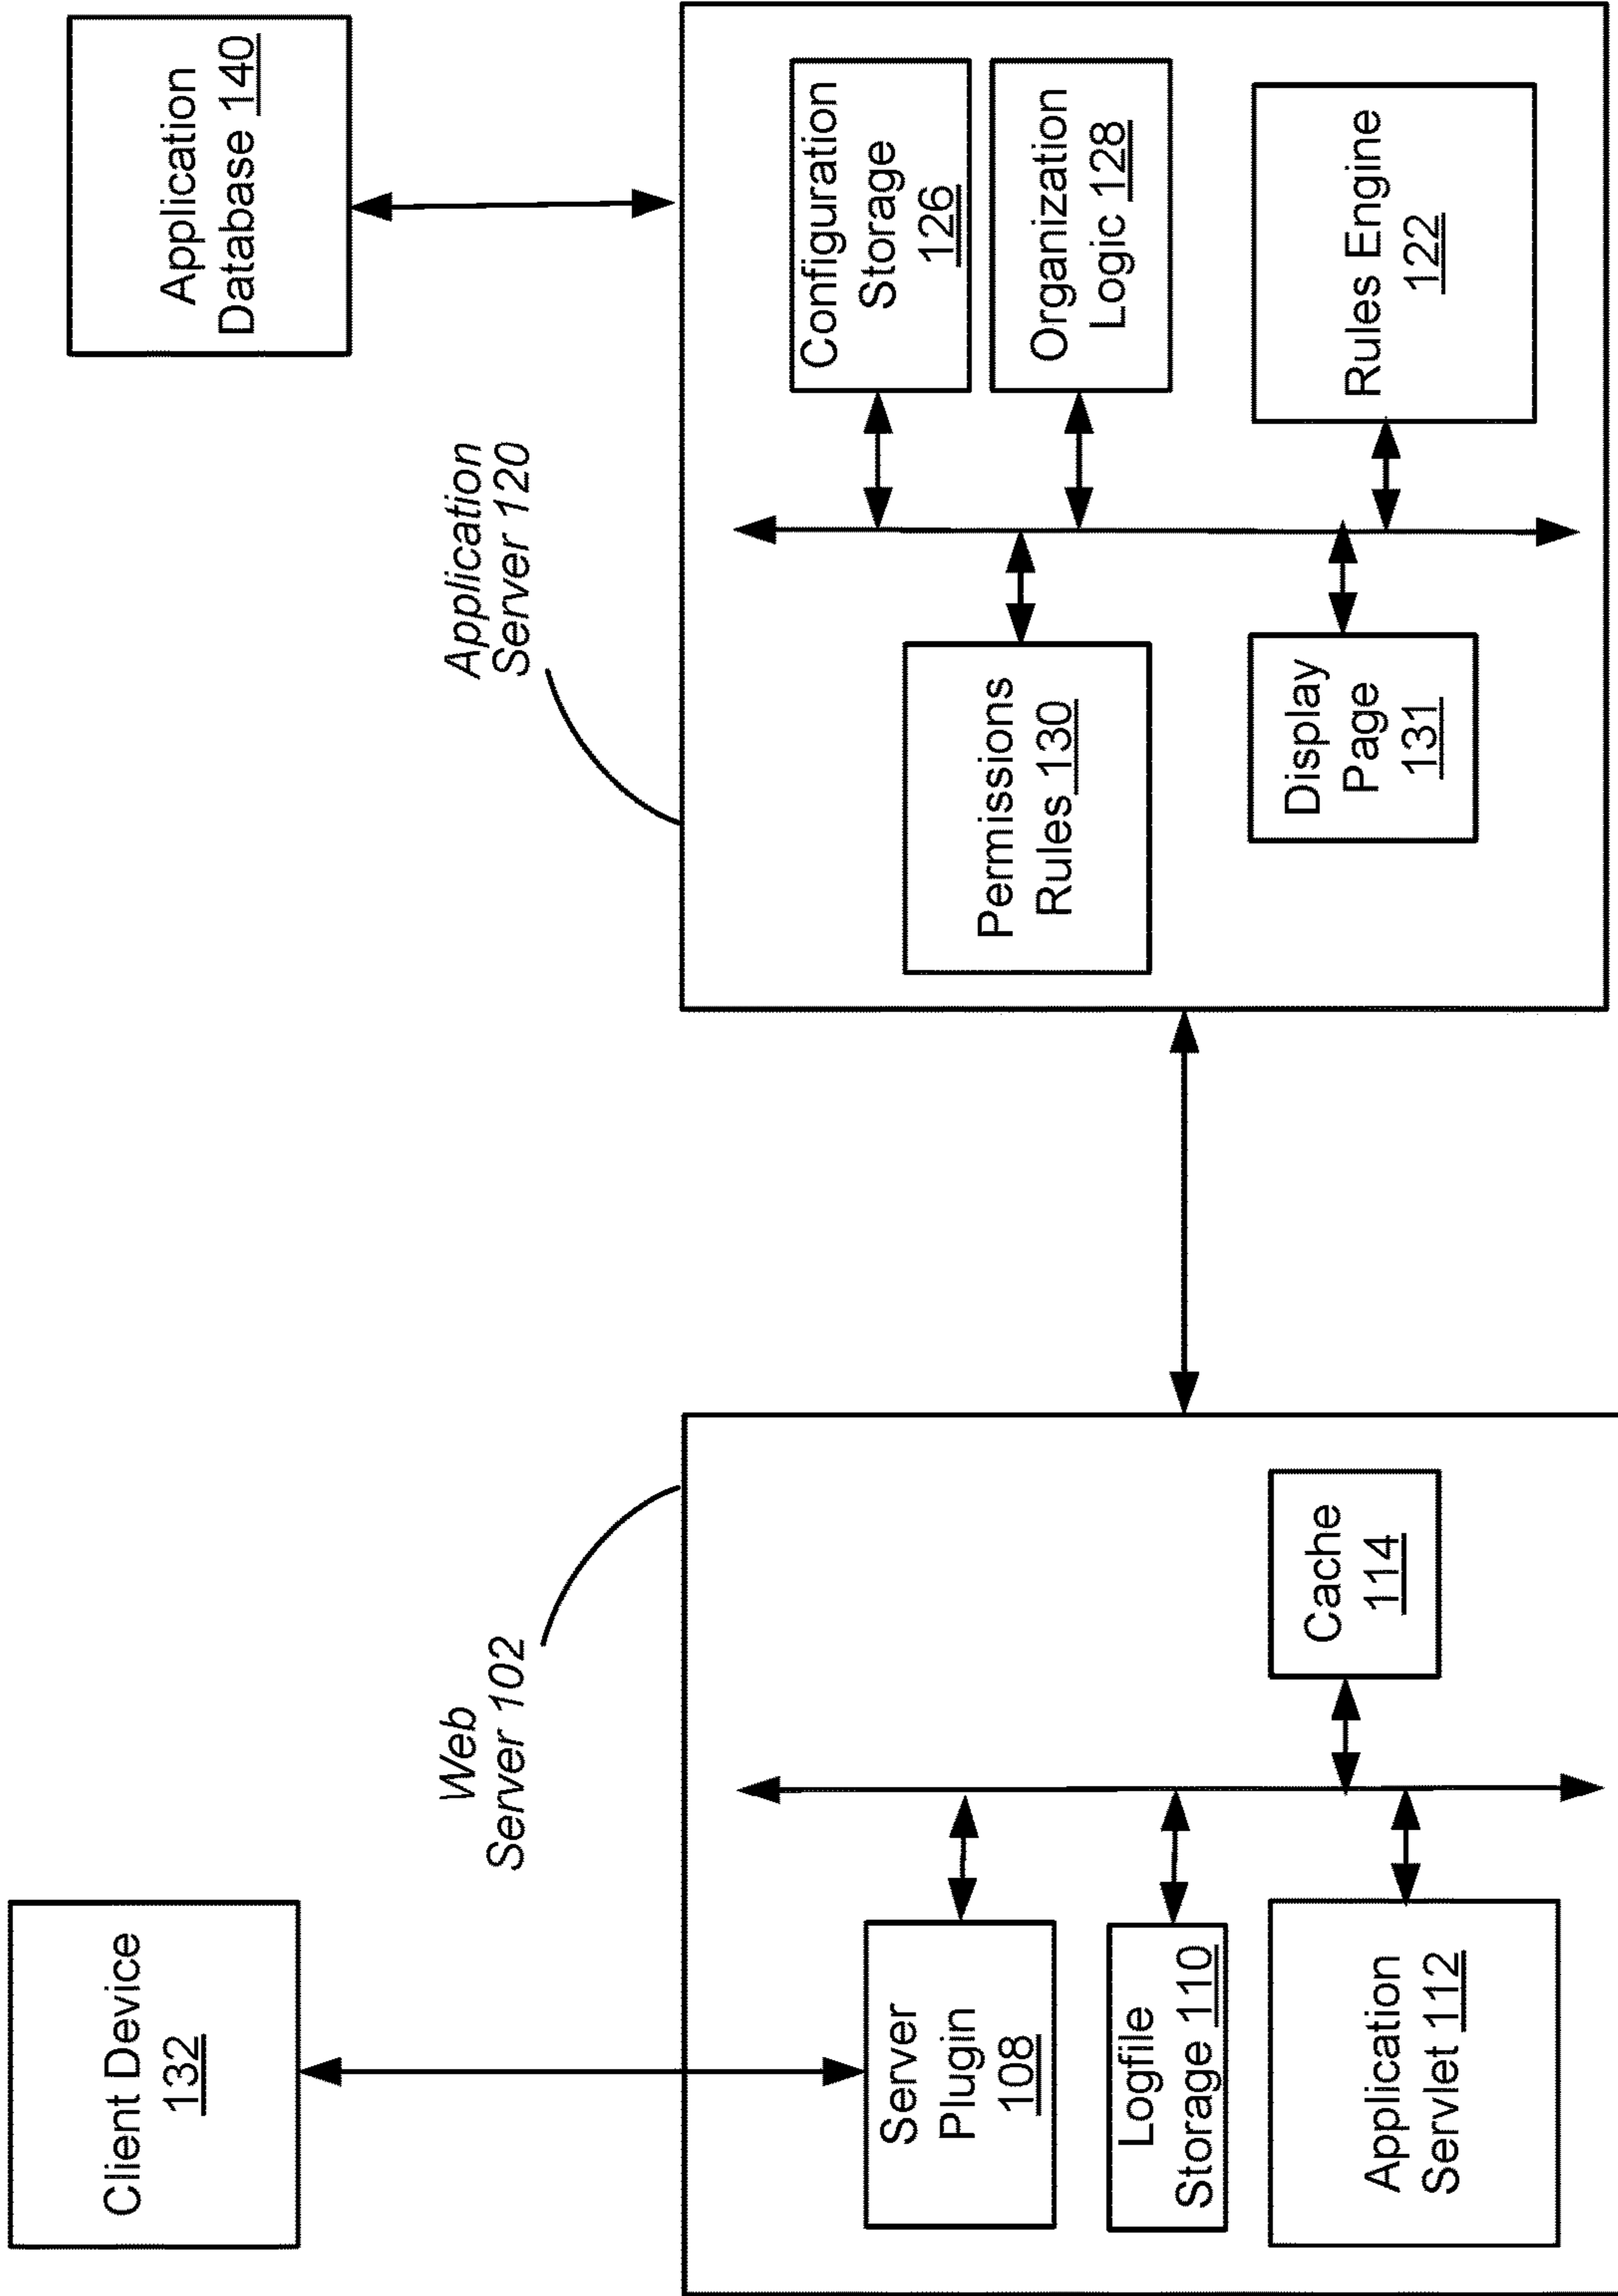 Client Device
132
Web
Server 102
Server
Plugin
108
Logfile
Storage 110
Application
Servlet 112
Cache
114
Application
Database 140
Application
Server 120
Permissions
Rules 130
Display
Page
131
Configuration
Storage
126
Organization
Logic 128
Rules Engine
122